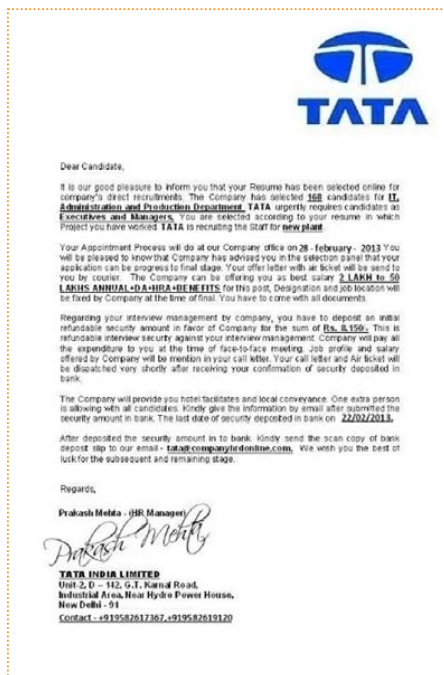 TATA
Dear Candidate,
It is our good pleasure to inform you that your Resume has been selected online for
company's direct recruitments. The Company has selected 168 candidates for IT,
Administration and Production Department TATA urgently requires candidates as
Executives and Managers, You are selected according to your resume in which
Project you have worked TATA is recruting the Staff for new plant.
Your Appointment Process will do at our Company office on 28 - february - 2013 You
will be pleased to know that Company has advised you in the selection panel that your
application can be progress to final stage. Your offer letter with air ticket will be send to
you by courier. The Company can be offering you as best salary 2 LAKH to 50
LAKHS ANNUAL+DA+HRA+BENEFITS for this post, Designation and job location will
be fixed by Company at the time of final. You have to come with all documents
Regarding your interview management by company, you have to deposit an initial
refundable security amount in favor of Company for the sum of Rs. 8,150/- This is
refundable interview security against your interview management. Company will pay all
the expenditure to you at the time of face-to-face meeting. Job profile and salary
offered by Company will be mention in your call letter. Your call letter and Air ticket will
be dispatched very shortly after receiving your confirmation of security deposited in
bank.
The Company will provide you hotel facilitates and local conveyance. One extra person
is allowing with all candidates. Kindly give the information by email after submitted the
security amount in bank. The last date of security deposited in bank on 22/02/2013.
After deposited the security amount in to bank. Kindly send the scan copy of bank
depost slip to our email - tata@companyhrdonline.com, We wish you the best of
luck for the subsequent and remaining stage.
Regards,
Prakash Mehta - (HR Manager)
Prakash Mehta
TATA INDIA LIMITED
Unit-2, D - 142, G.T. Karnal Road,
Industrial Area, Near Hydro Power House,
New Delhi - 91
Contact - +919582617367,+919582619120